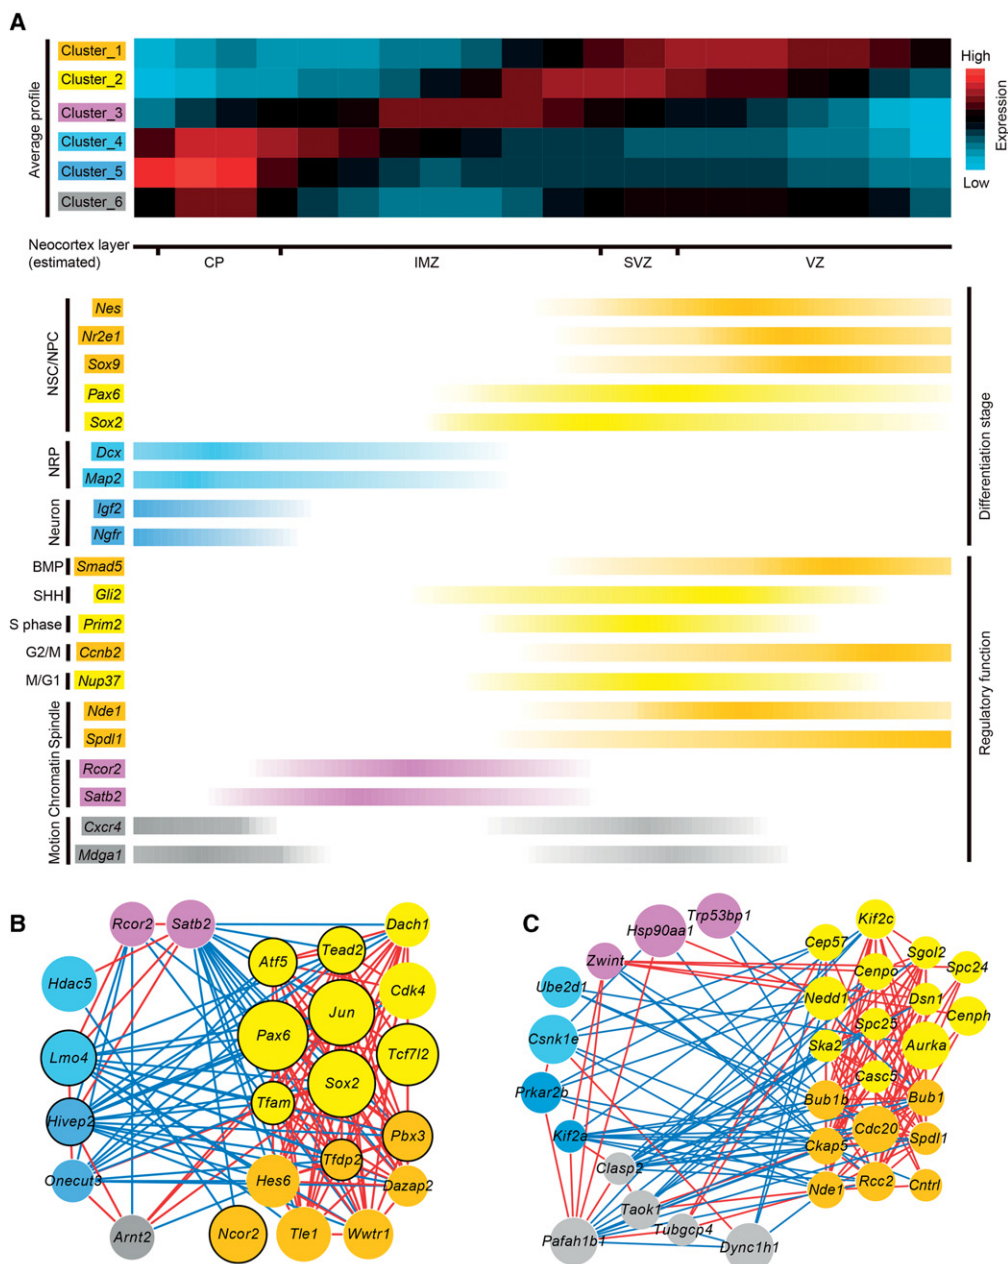 A
Average profile
Cluster_1
Cluster_2
Cluster_3
Cluster_4
Cluster_5
Cluster_6
High
Expression
Low
Neocortex layer
(estimated)
CP
IMZ
SVZ
VZ
NSC/NPC
Nes
Nr2e1
Sox9
Pax6
Sox2
NRP
Dcx
Map2
Neuron
Igf2
Ngfr
Differentiation stage
BMP
Smad5
SHH
Gli2
S phase
Prim2
G2/M
Ccnb2
M/G1
Nup37
Spindle
Nde1
Spdl1
Chromatin
Rcor2
Satb2
Motion
Cxcr4
Mdga1
Regulatory function
B
Rcor2
Satb2
Dach1
Tead2
Atf5
Hdac5
Cdk4
Jun
Pax6
Tcf7l2
Lmo4
Sox2
Tfam
Hivep2
Pbx3
Tfdp2
Onecut3
Hes6
Dazap2
Arnt2
Ncor2
Tle1
Wwtr1
C
Trp53bp1
Hsp90aa1
Kif2c
Cep57
Sgol2
Zwint
Cenpo
Spc24
Ube2d1
Nedd1
Dsn1
Cenph
Spc25
Csnk1e
Ska2
Aurka
Casc5
Prkar2b
Bub1b
Bub1
Cdc20
Kif2a
Ckap5
Spdl1
Clasp2
Rcc2
Cntrl
Nde1
Taok1
Tubgcp4
Pafah1b1
Dync1h1